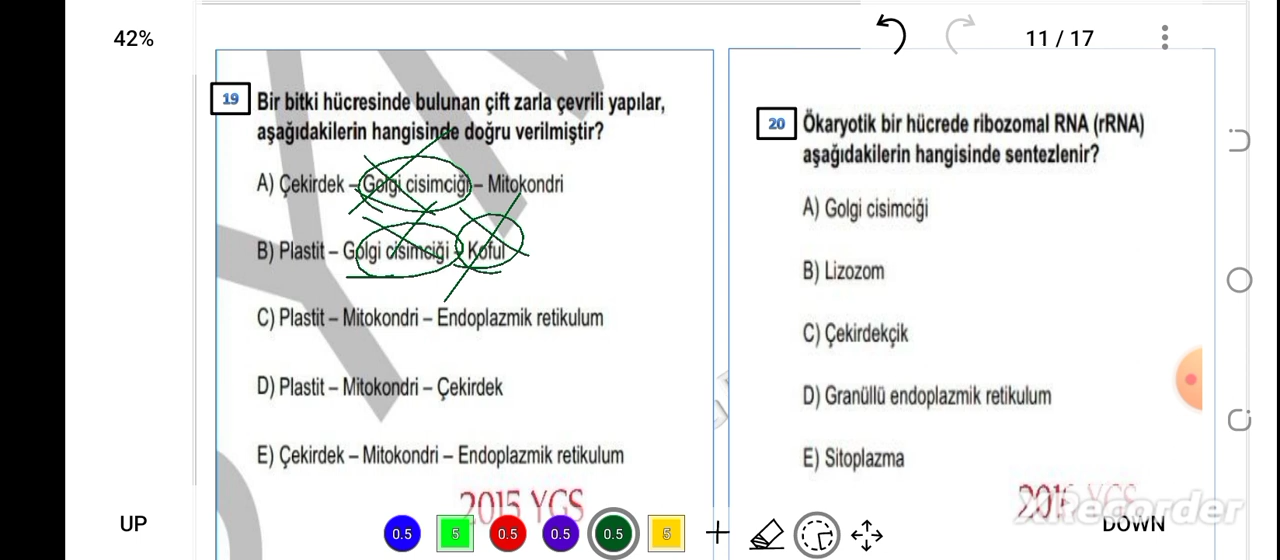 42%
11 / 17
19
Bir bitki hücresinde bulunan çift zarla çevrili yapılar,
aşağıdakilerin hangisinde doğru verilmiştir?
A) Çekirdek – Golgi cisimciği – Mitokondri
B) Plastit – Golgi cisimciği – Koful
C) Plastit – Mitokondri – Endoplazmik retikulum
D) Plastit – Mitokondri – Çekirdek
E) Çekirdek – Mitokondri – Endoplazmik retikulum
2015 YGS
20
Ökaryotik bir hücrede ribozomal RNA (rRNA)
aşağıdakilerin hangisinde sentezlenir?
A) Golgi cisimciği
B) Lizozom
C) Çekirdekçik
D) Granüllü endoplazmik retikulum
E) Sitoplazma
YGS
XRecorder
UP
0.5
5
0.5
0.5
0.5
5
DOWN